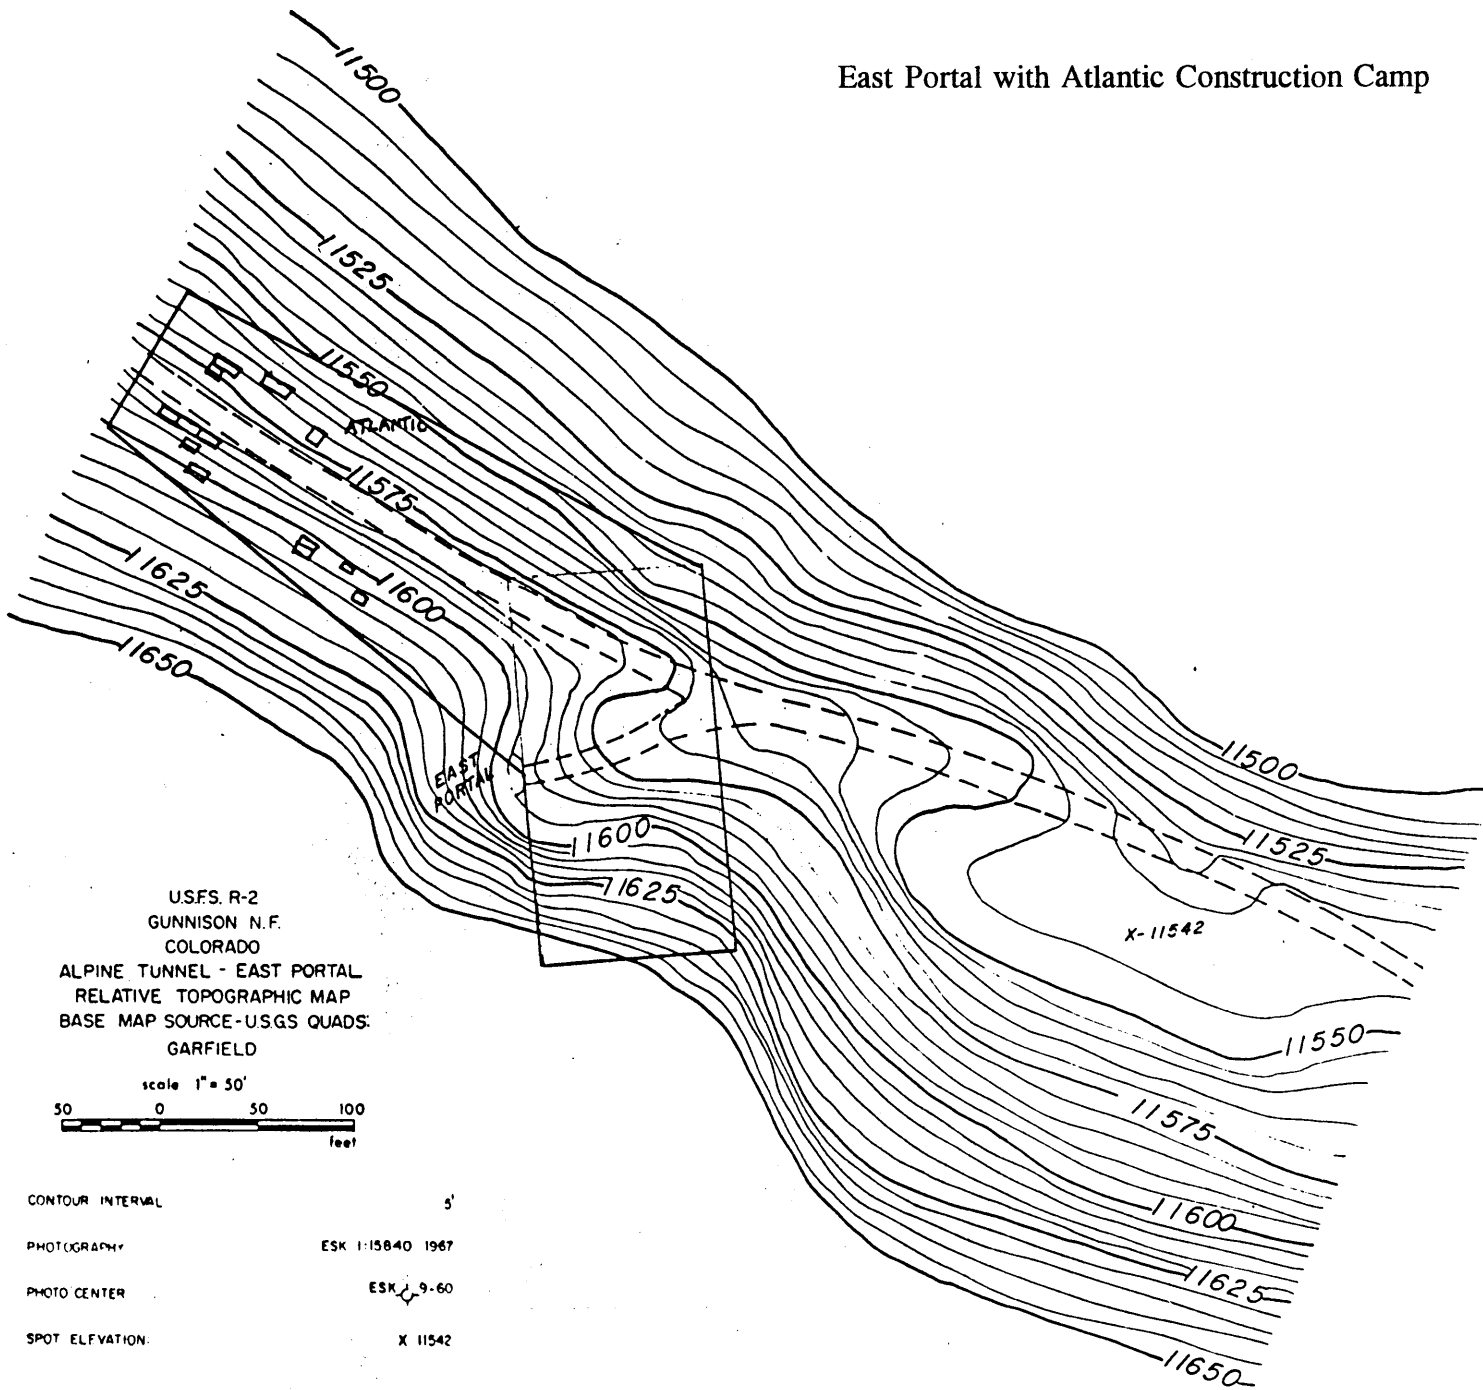 East Portal with Atlantic Construction Camp
11500
11525
11550
ATLANTIC
11575
11600
11625
11650
EAST
PORTAL
11600
11625
11500
11525
X-11542
11550
11575
11600
11625
11650
U.S.F.S. R-2
GUNNISON N.F.
COLORADO
ALPINE TUNNEL - EAST PORTAL
RELATIVE TOPOGRAPHIC MAP
BASE MAP SOURCE-U.S.G.S QUADS:
GARFIELD
scale 1"=50'
50 0 50 100
feet
CONTOUR INTERVAL 5'
PHOTOGRAPHY ESK 1:15840 1967
PHOTO CENTER ESK 9-60
SPOT ELEVATION: X 11542